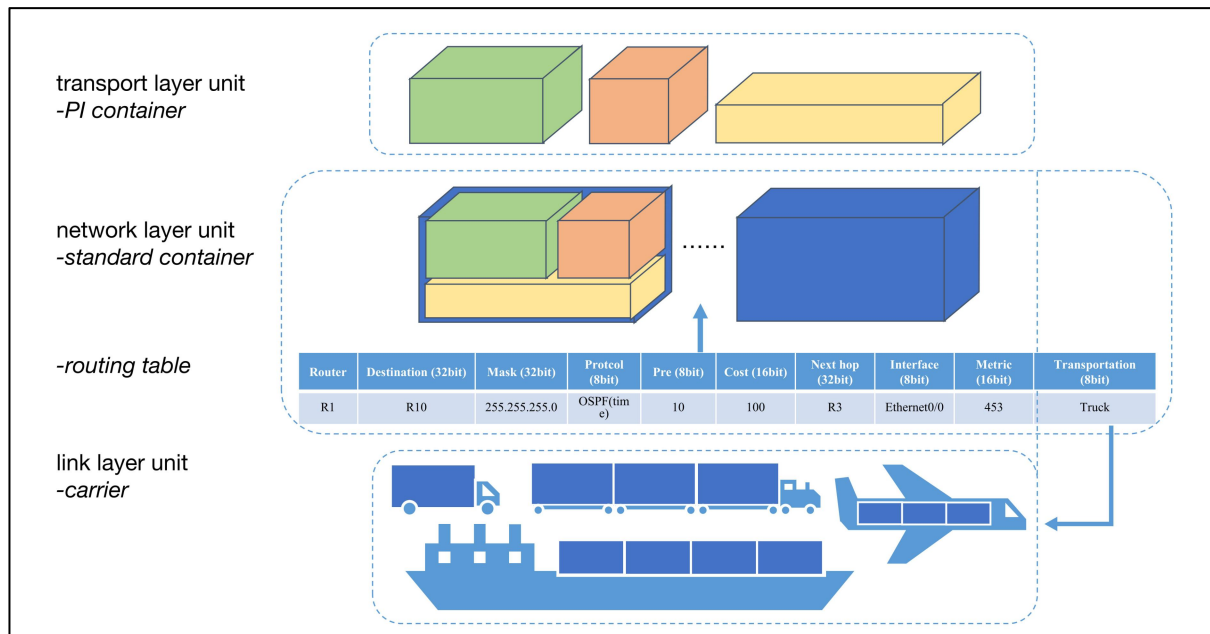 transport layer unit
-PI container
network layer unit
-standard container
......
-routing table
Router Destination (32bit) Mask (32bit) Protcol (8bit) Pre (8bit) Cost (16bit) Next hop (32bit) Interface (8bit) Metric (16bit) Transportation (8bit)
R1 R10 255.255.255.0 OSPF(time) 10 100 R3 Ethernet0/0 453 Truck
link layer unit
-carrier